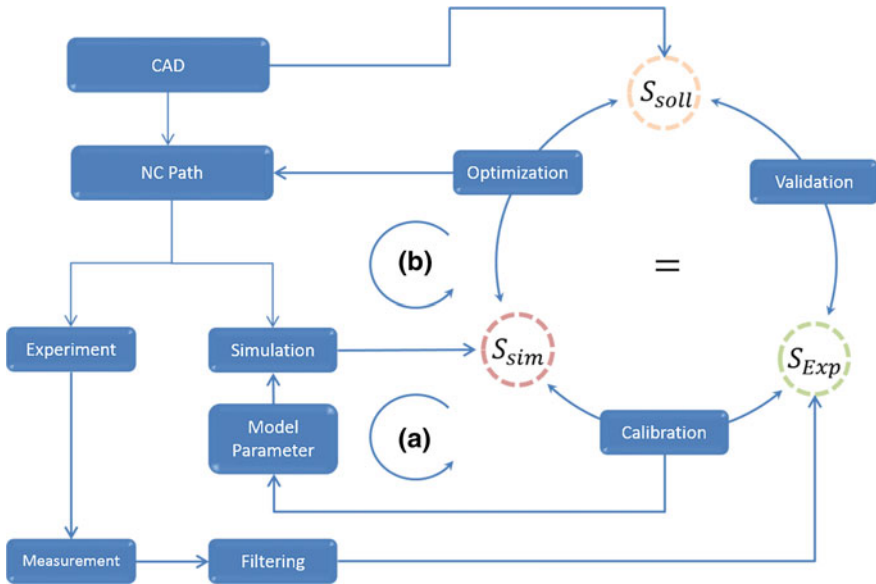 CAD
S_soll
NC Path
Optimization
Validation
(b)
=
Experiment
Simulation
S_sim
S_Exp
Model
Parameter
(a)
Calibration
Measurement
Filtering